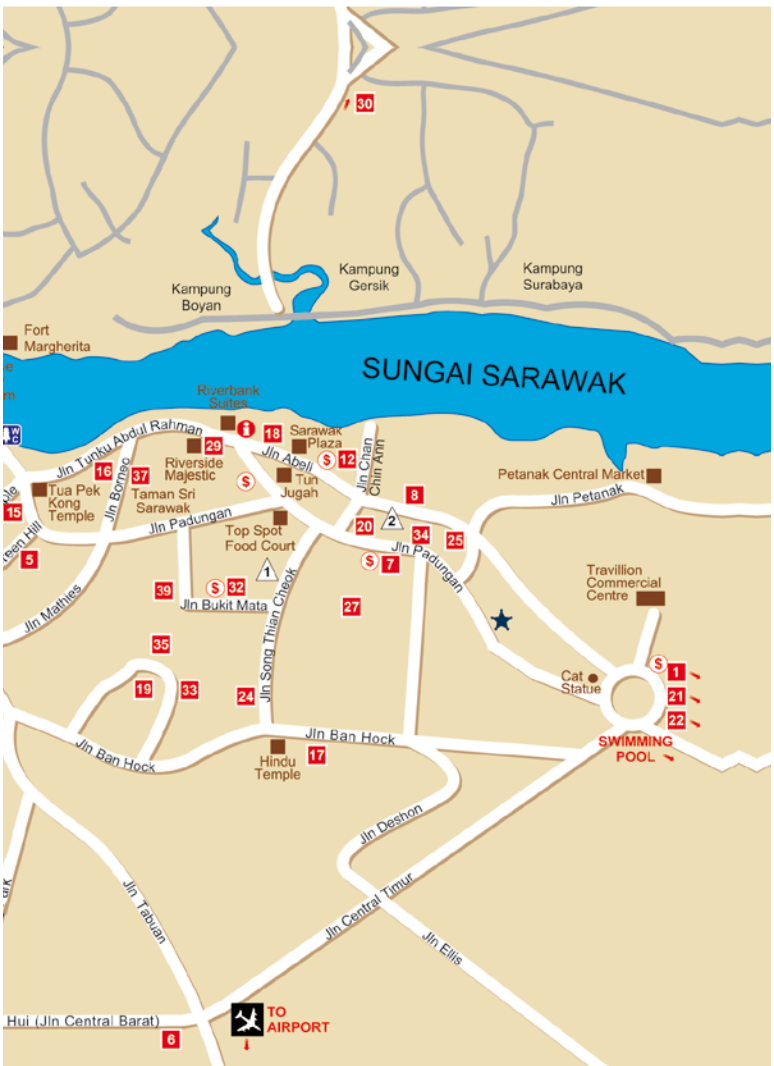 30
Kampung
Boyan
Kampung
Gersik
Kampung
Surabaya
Fort
Margherita
SUNGAI SARAWAK
Riverbank
Suites
W
C
Jln Tunku Abdul Rahman
i
18
Sarawak
Plaza
29
Riverside
Majestic
Jln Abell
$
12
Jln Chan
Chin Ann
16
Jln Borneo
37
Taman Sri
Sarawak
$
Tun
Jugah
Petanak Central Market
Tua Pek
Kong
Temple
15
8
Jln Petanak
Jln Padungan
Top Spot
Food Court
20
2
34
25
Jln Padungan
5
1
$
7
Travillion
Commercial
Centre
39
$
32
Jln Bukit Mata
27
Jln Mathies
Jln Song Thian Cheok
35
19
33
24
Cat
Statue
$
1
21
22
SWIMMING
POOL
Jln Ban Hock
Jln Ban Hock
Hindu
Temple
17
Jln Deshon
Jln Tabuan
Jln Central Timur
Jln Ellis
Hui (Jln Central Barat)
6
TO
AIRPORT